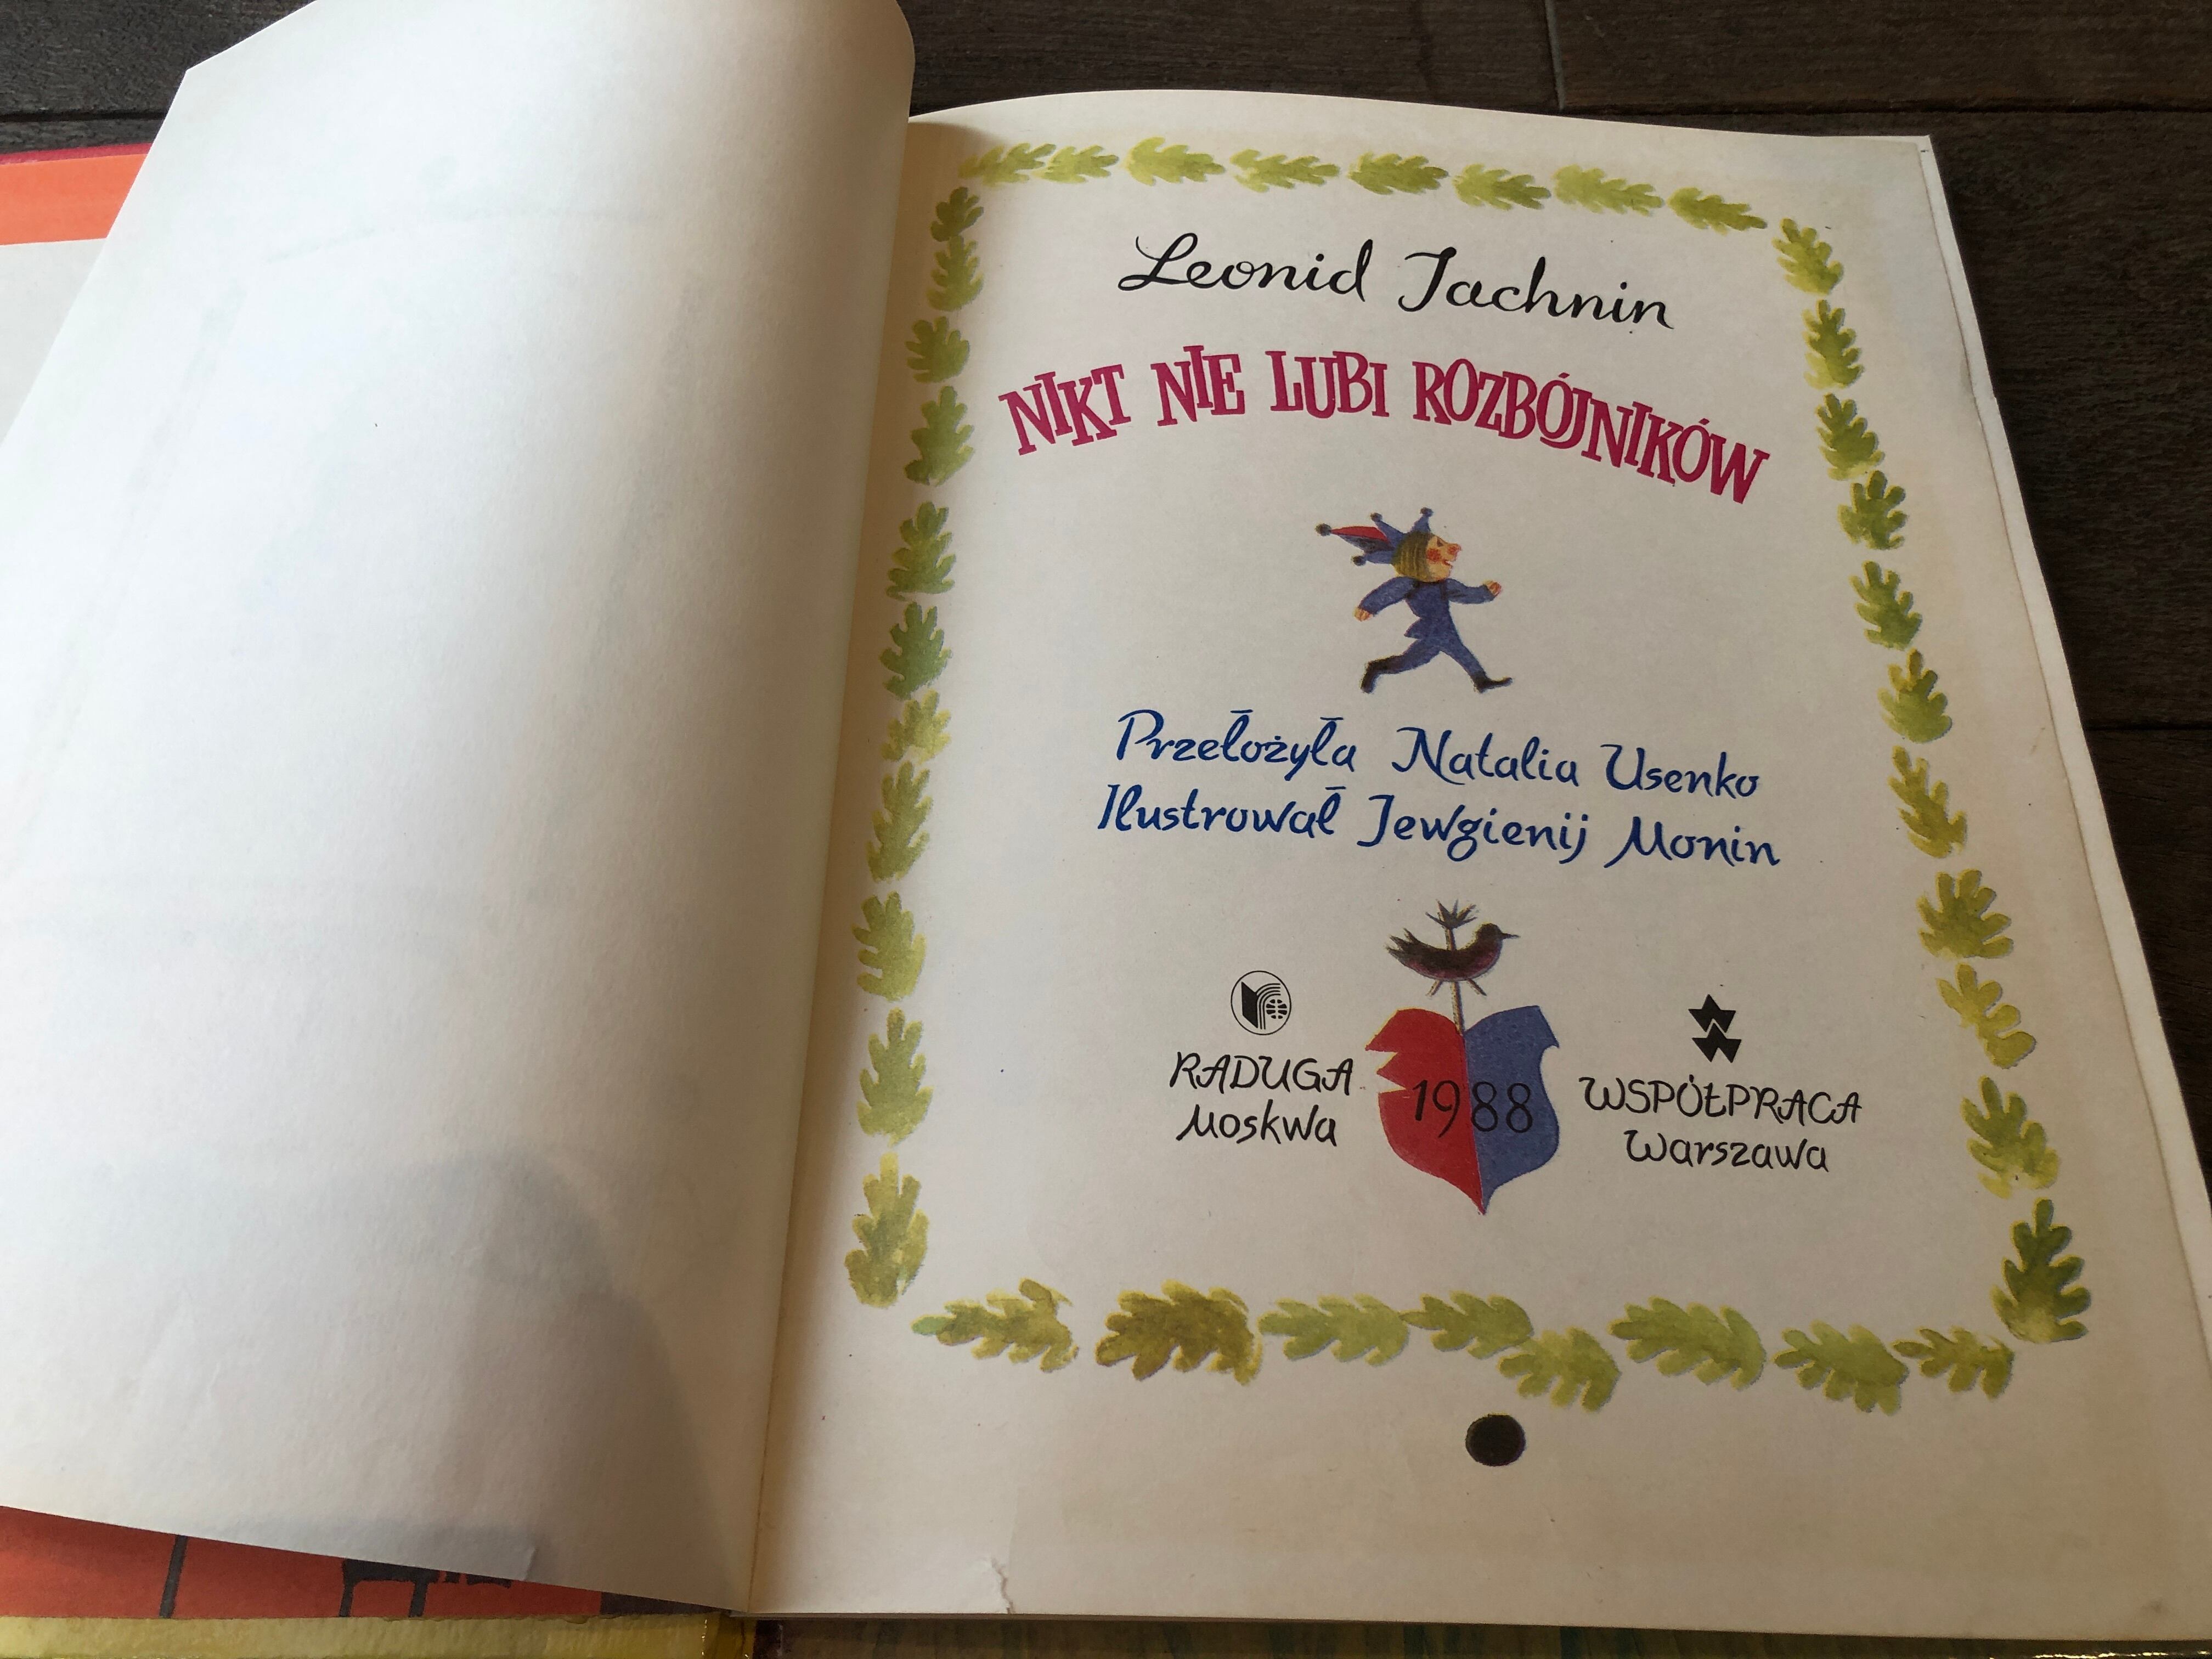 Leonid Jachnin
NIKT NIE LUBI ROZBÓJNIKÓW
Przełożyła Natalia Usenko
Ilustrował Jewgienij Monin
RADUGA
Moskwa
1988
WSPÓŁPRACA
Warszawa